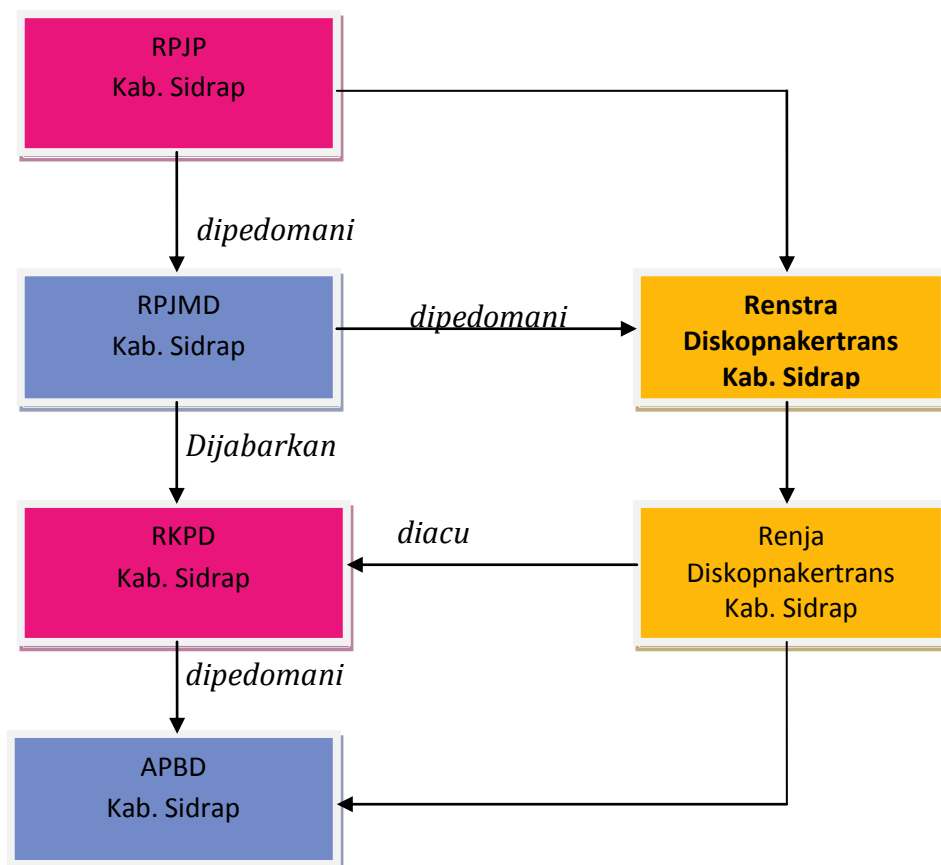 RPJP
Kab. Sidrap
dipedomani
RPJMD
Kab. Sidrap
dipedomani
Renstra
Diskopnakertrans
Kab. Sidrap
Dijabarkan
RKPD
Kab. Sidrap
diacu
Renja
Diskopnakertrans
Kab. Sidrap
dipedomani
APBD
Kab. Sidrap